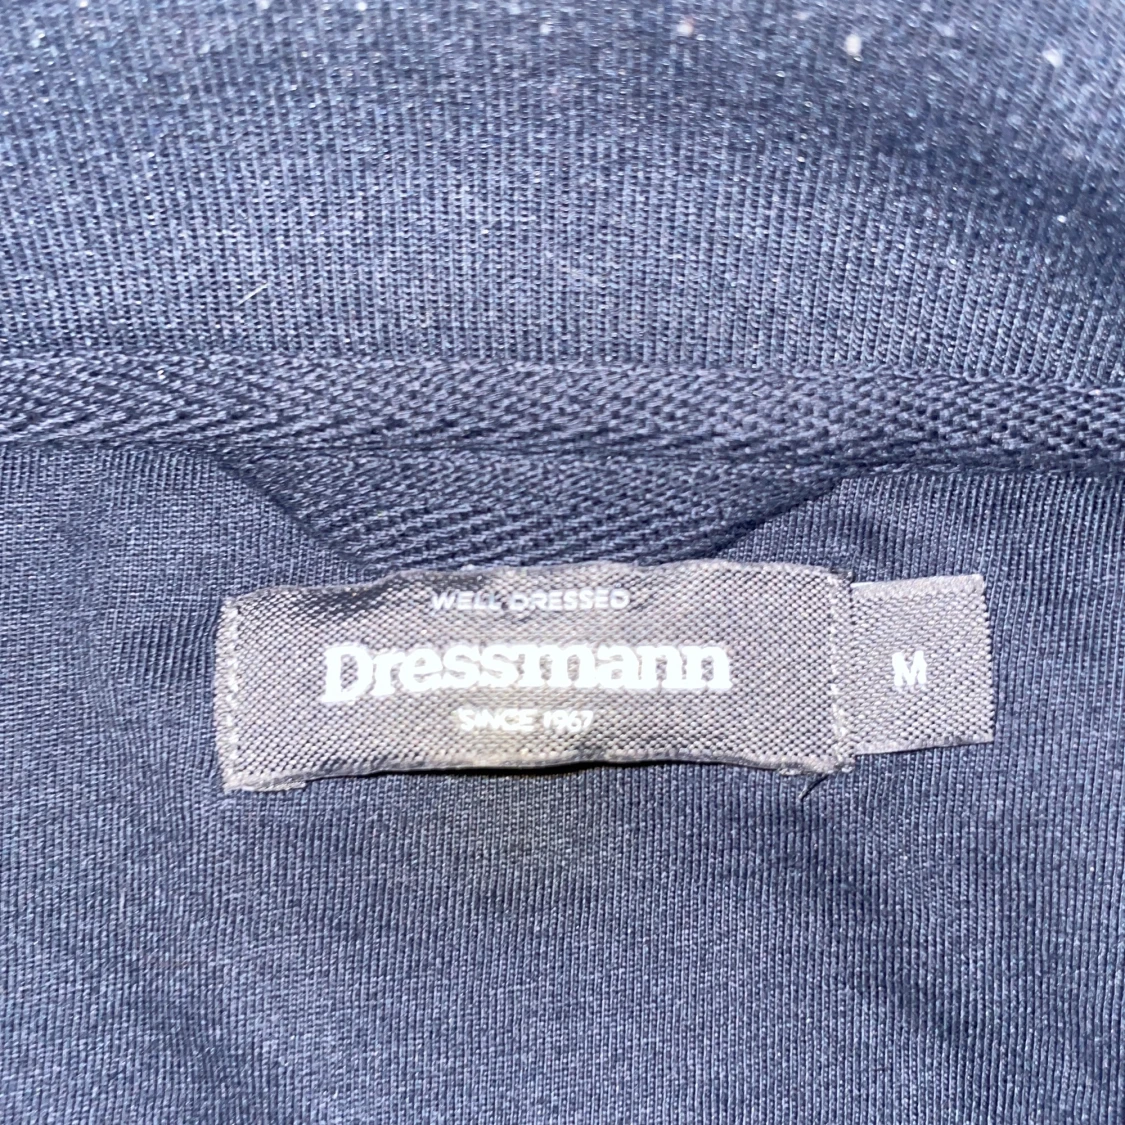 WELL DRESSED
Dressmann
SINCE 1967
M